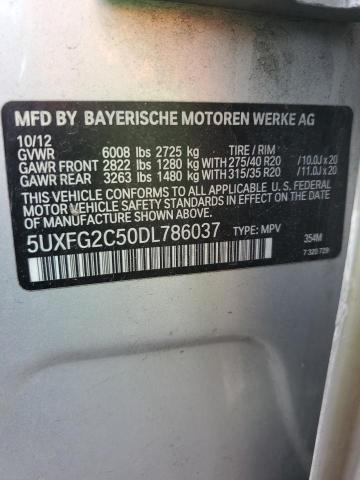 MFD BY BAYERISCHE MOTOREN WERKE AG
10/12
GVWR 6008 lbs 2725 kg TIRE / RIM
GAWR FRONT 2822 lbs 1280 kg WITH 275/40 R20 /10.0J x 20
GAWR REAR 3263 lbs 1480 kg WITH 315/35 R20 /11.0J x 20
THIS VEHICLE CONFORMS TO ALL APPLICABLE U. S. FEDERAL
MOTOR VEHICLE SAFETY STANDARDS IN EFFECT ON THE DATE
OF MANUFACTURE SHOWN ABOVE.
5UXFG2C50DL786037 TYPE: MPV
354M
7 320 729